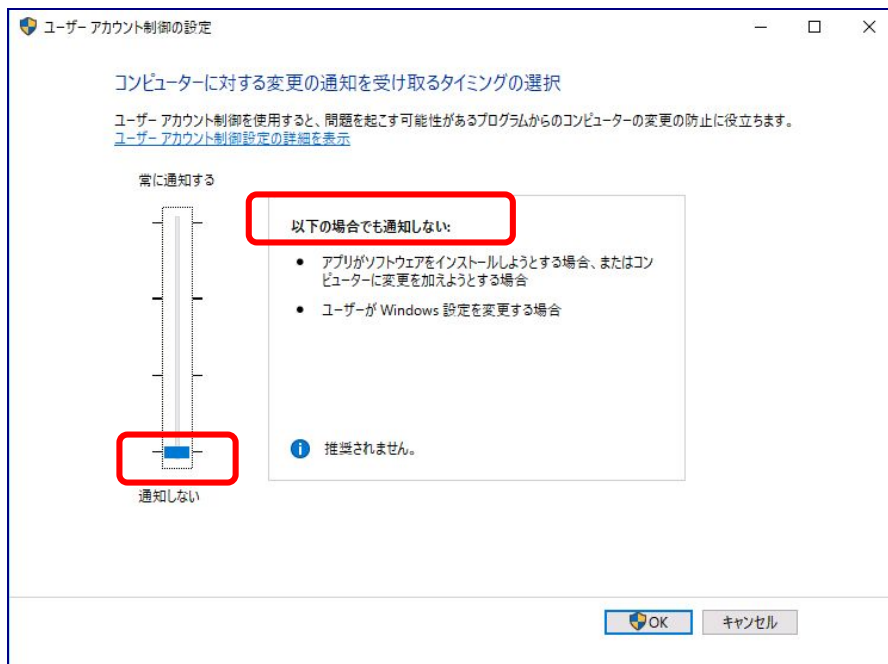 ユーザー アカウント制御の設定
コンピューターに対する変更の通知を受け取るタイミングの選択
ユーザー アカウント制御を使用すると、問題を起こす可能性があるプログラムからのコンピューターの変更の防止に役立ちます。
ユーザー アカウント制御設定の詳細を表示
常に通知する
以下の場合でも通知しない:
● アプリがソフトウェアをインストールしようとする場合、またはコン
ピューターに変更を加えようとする場合
● ユーザーが Windows 設定を変更する場合
推奨されません。
通知しない
OK
キャンセル